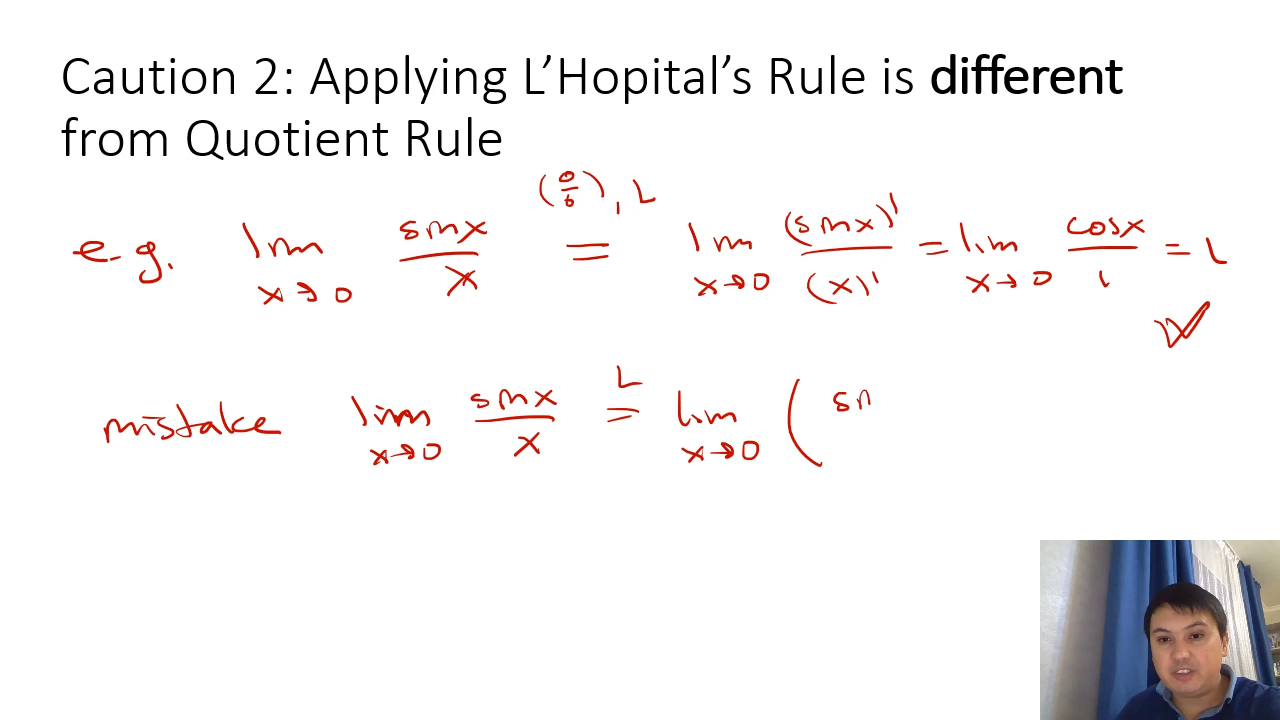 Caution 2: Applying L’Hopital’s Rule is different
from Quotient Rule
e.g. lim x→0 sinx/x =^{(0/0), L} lim x→0 (sinx)'/(x)' = lim x→0 cosx/1 = 1
mistake lim x→0 sinx/x =^{L} lim x→0 ( sin